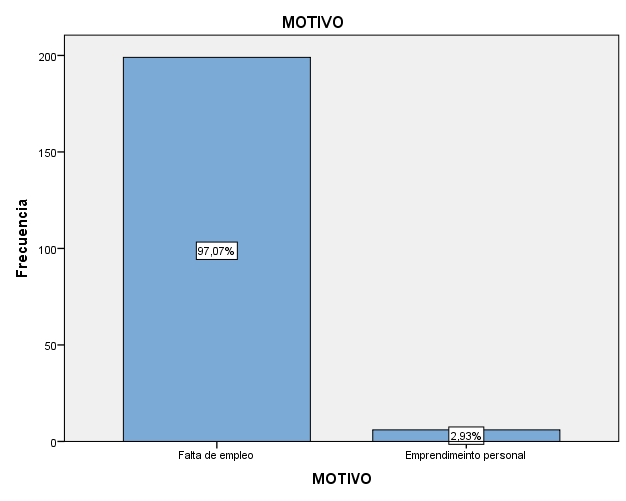 MOTIVO
200
150
100
50
0
Frecuencia
97,07%
2,93%
Falta de empleo
Emprendimeinto personal
MOTIVO